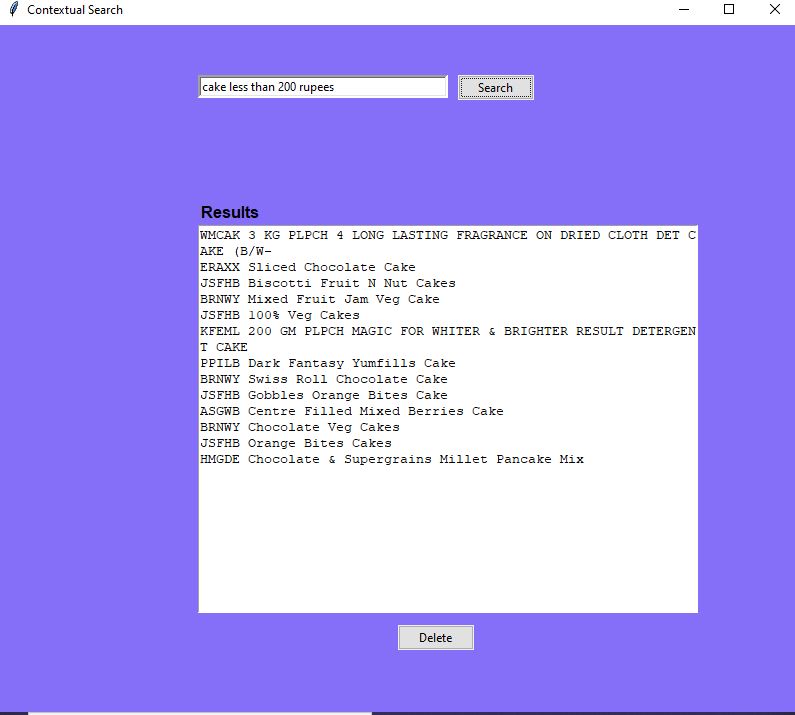 Contextual Search
cake less than 200 rupees
Search
Results
WMCAK 3 KG PLPCH 4 LONG LASTING FRAGRANCE ON DRIED CLOTH DET C
AKE (B/W-
ERAXX Sliced Chocolate Cake
JSFHB Biscotti Fruit N Nut Cakes
BRNWY Mixed Fruit Jam Veg Cake
JSFHB 100% Veg Cakes
KFEML 200 GM PLPCH MAGIC FOR WHITER & BRIGHTER RESULT DETERGEN
T CAKE
PPILB Dark Fantasy Yumfills Cake
BRNWY Swiss Roll Chocolate Cake
JSFHB Gobbles Orange Bites Cake
ASGWB Centre Filled Mixed Berries Cake
BRNWY Chocolate Veg Cakes
JSFHB Orange Bites Cakes
HMGDE Chocolate & Supergrains Millet Pancake Mix
Delete